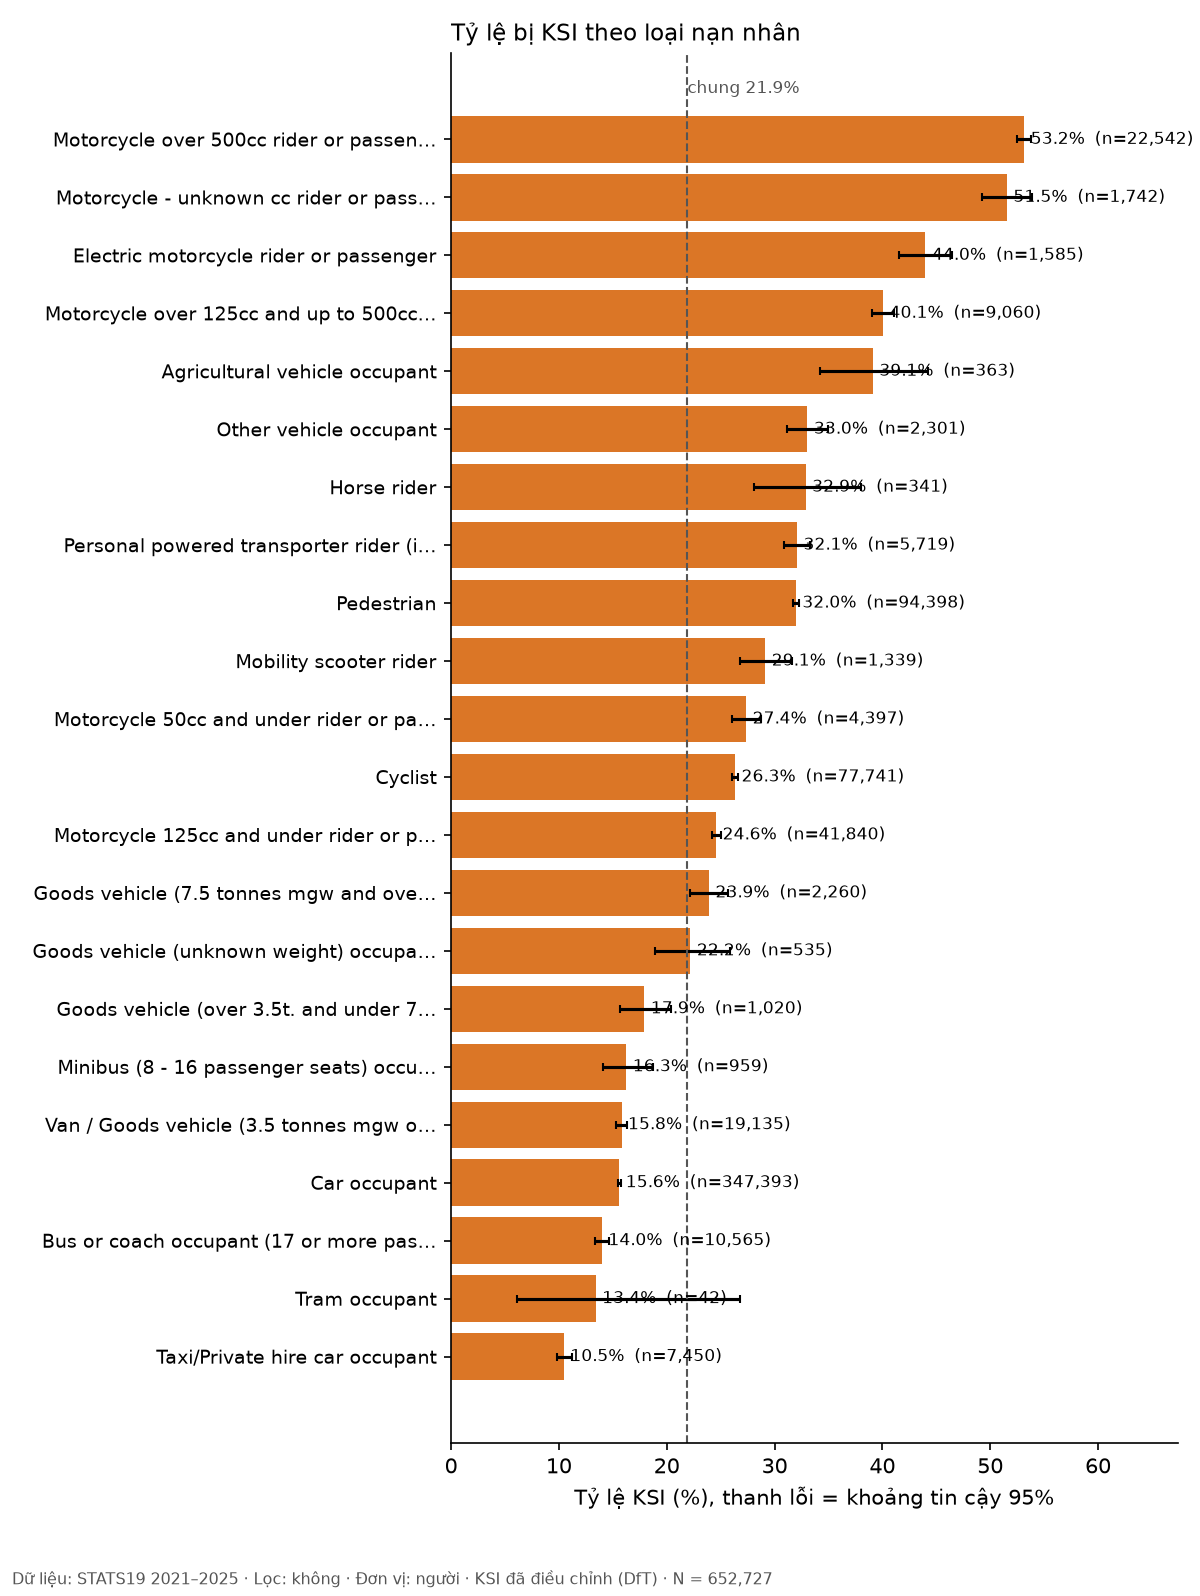 Tỷ lệ bị KSI theo loại nạn nhân
chung 21.9%
Motorcycle over 500cc rider or passen… 53.2% (n=22,542)
Motorcycle - unknown cc rider or pass… 51.5% (n=1,742)
Electric motorcycle rider or passenger 44.0% (n=1,585)
Motorcycle over 125cc and up to 500cc… 40.1% (n=9,060)
Agricultural vehicle occupant 39.1% (n=363)
Other vehicle occupant 33.0% (n=2,301)
Horse rider 32.9% (n=341)
Personal powered transporter rider (i… 32.1% (n=5,719)
Pedestrian 32.0% (n=94,398)
Mobility scooter rider 29.1% (n=1,339)
Motorcycle 50cc and under rider or pa… 27.4% (n=4,397)
Cyclist 26.3% (n=77,741)
Motorcycle 125cc and under rider or p… 24.6% (n=41,840)
Goods vehicle (7.5 tonnes mgw and ove… 23.9% (n=2,260)
Goods vehicle (unknown weight) occupa… 22.2% (n=535)
Goods vehicle (over 3.5t. and under 7… 17.9% (n=1,020)
Minibus (8 - 16 passenger seats) occu… 16.3% (n=959)
Van / Goods vehicle (3.5 tonnes mgw o… 15.8% (n=19,135)
Car occupant 15.6% (n=347,393)
Bus or coach occupant (17 or more pas… 14.0% (n=10,565)
Tram occupant 13.4% (n=42)
Taxi/Private hire car occupant 10.5% (n=7,450)
0 10 20 30 40 50 60
Tỷ lệ KSI (%), thanh lỗi = khoảng tin cậy 95%
Dữ liệu: STATS19 2021–2025 · Lọc: không · Đơn vị: người · KSI đã điều chỉnh (DfT) · N = 652,727